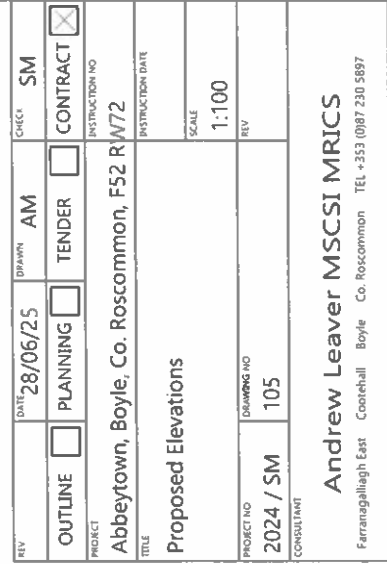 REV DATE 28/06/25 DRAWN AM CHECK SM
OUTLINE PLANNING TENDER CONTRACT
PROJECT INSTRUCTION NO
Abbeytown, Boyle, Co. Roscommon, F52 RW72
TITLE INSTRUCTION DATE
Proposed Elevations
SCALE
1:100
PROJECT NO DRAWING NO REV
2024 / SM 105
CONSULTANT
Andrew Leaver MSCSI MRICS
Farranagalliagh East Cootehall Boyle Co. Roscommon TEL +353 (0)87 230 5897